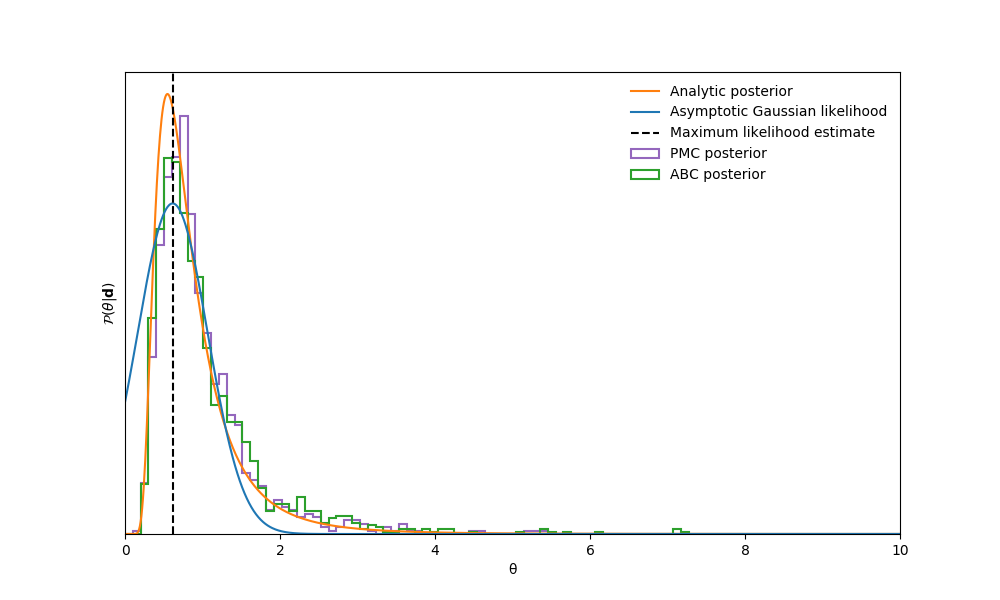 Analytic posterior
Asymptotic Gaussian likelihood
Maximum likelihood estimate
PMC posterior
ABC posterior
𝒫(θ|𝐝)
0 2 4 6 8 10
θ